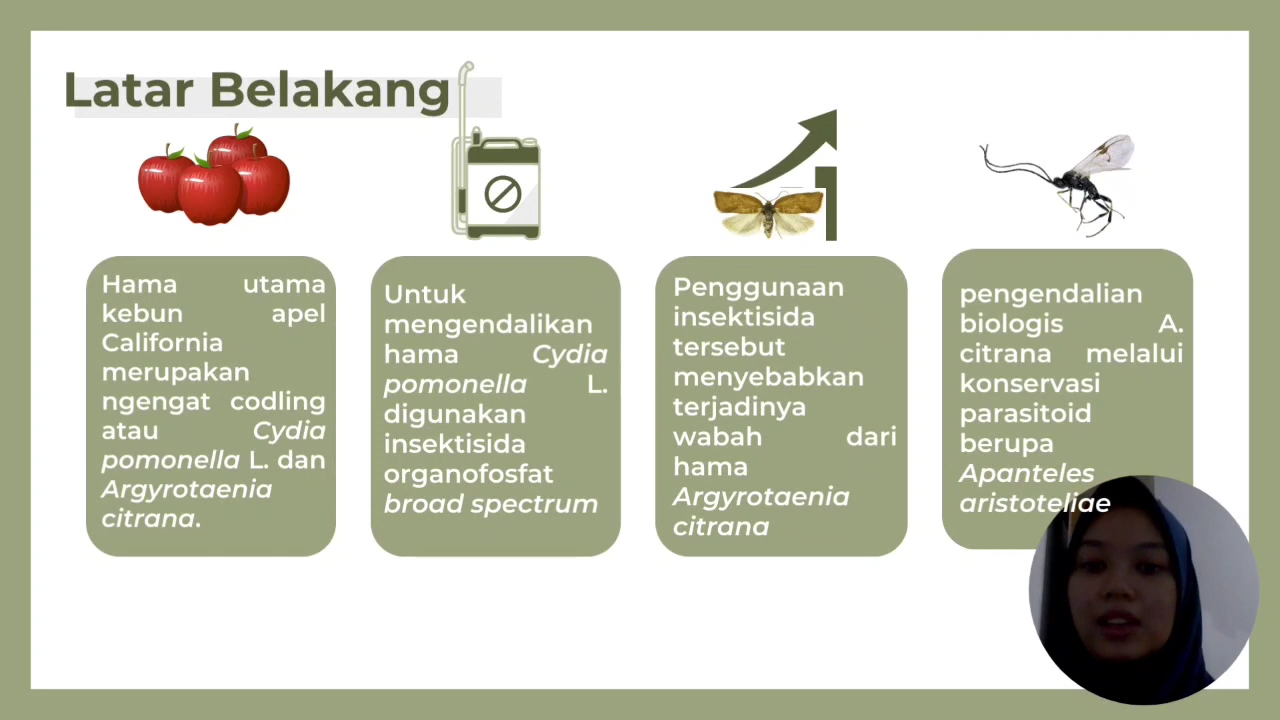 Latar Belakang
Hama utama
kebun apel
California
merupakan
ngengat codling
atau Cydia
pomonella L. dan
Argyrotaenia
citrana.
Untuk
mengendalikan
hama Cydia
pomonella L.
digunakan
insektisida
organofosfat
broad spectrum
Penggunaan
insektisida
tersebut
menyebabkan
terjadinya
wabah dari
hama
Argyrotaenia
citrana
pengendalian
biologis A.
citrana melalui
konservasi
parasitoid
berupa
Apanteles
aristoteliae